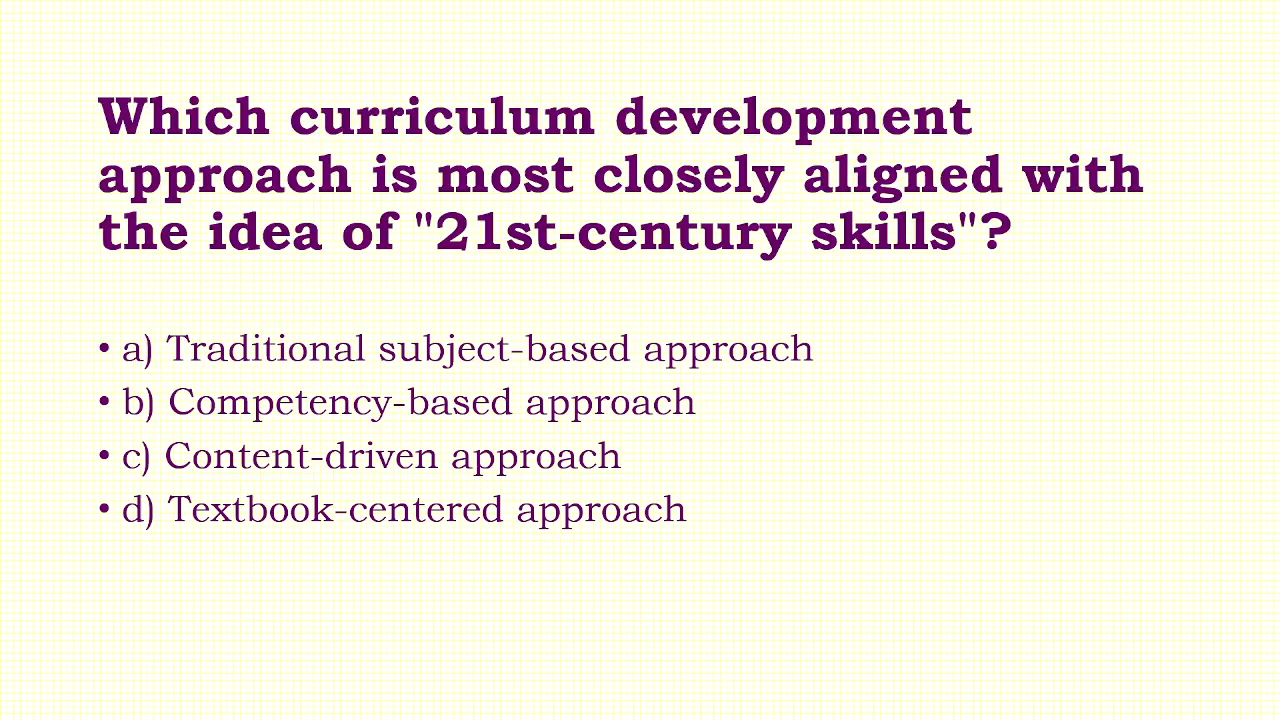 Which curriculum development
approach is most closely aligned with
the idea of "21st-century skills"?
• a) Traditional subject-based approach
• b) Competency-based approach
• c) Content-driven approach
• d) Textbook-centered approach